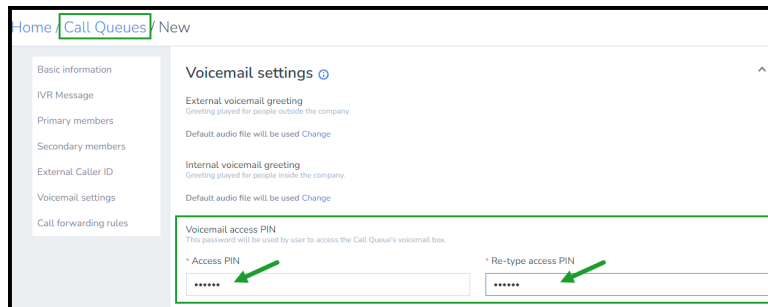 Home / Call Queues / New
Basic information
IVR Message
Primary members
Secondary members
External Caller ID
Voicemail settings
Call forwarding rules
Voicemail settings
External voicemail greeting
Greeting played for people outside the company.
Default audio file will be used Change
Internal voicemail greeting
Greeting played for people inside the company.
Default audio file will be used Change
Voicemail access PIN
This password will be used by user to access the Call Queue's voicemail box.
* Access PIN
* Re-type access PIN
••••••
••••••